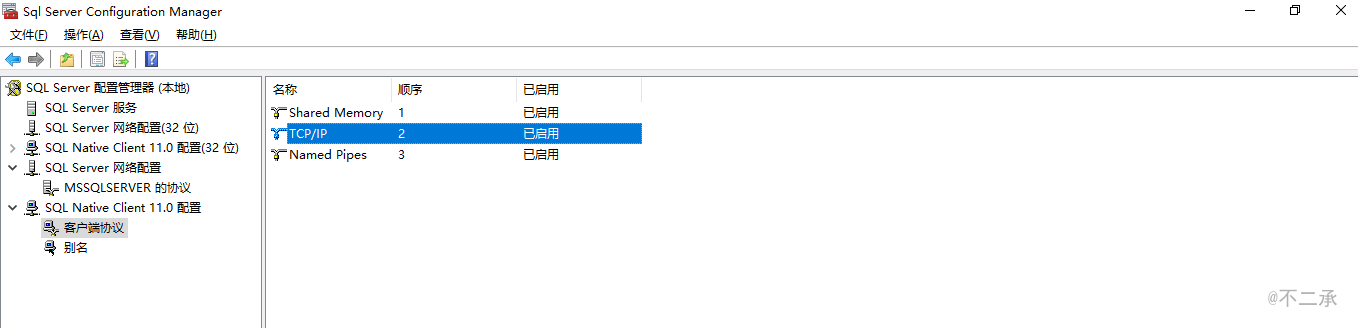 Sql Server Configuration Manager
文件(F) 操作(A) 查看(V) 帮助(H)
SQL Server 配置管理器 (本地)
SQL Server 服务
SQL Server 网络配置(32 位)
SQL Native Client 11.0 配置(32 位)
SQL Server 网络配置
MSSQLSERVER 的协议
SQL Native Client 11.0 配置
客户端协议
别名
名称 顺序 已启用
Shared Memory 1 已启用
TCP/IP 2 已启用
Named Pipes 3 已启用
@不二承